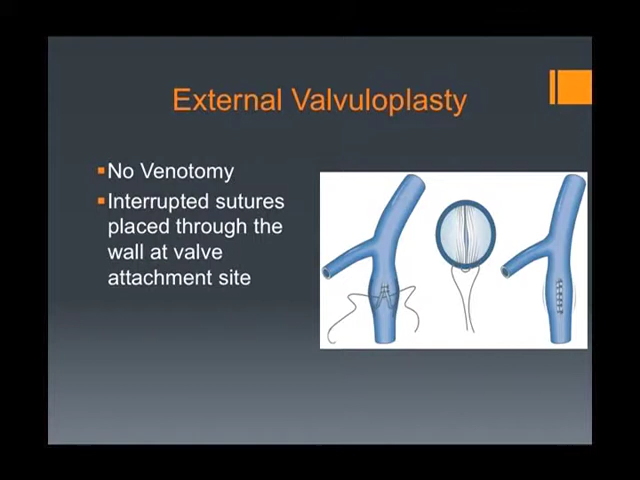 External Valvuloplasty
No Venotomy
Interrupted sutures
placed through the
wall at valve
attachment site